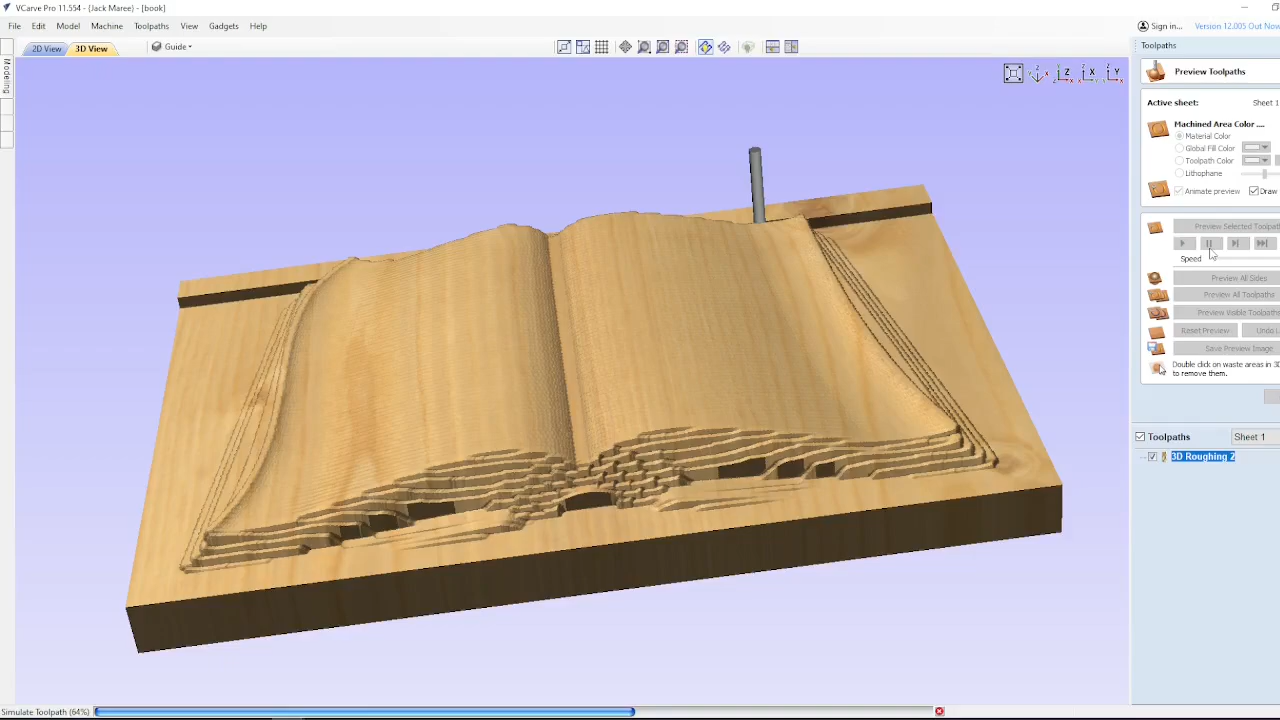 VCarve Pro 11.554 - {Jack Maree} - [book]
File Edit Model Machine Toolpaths View Gadgets Help
Sign in... Version 12.005 Out Now
2D View 3D View Guide
Toolpaths
Modeling
Z X Y
Preview Toolpaths
Active sheet: Sheet 1
Machined Area Color ....
Material Color
Global Fill Color
Toolpath Color
Lithophane
Animate preview Draw
Preview Selected Toolpath
Speed
Preview All Sides
Preview All Toolpaths
Preview Visible Toolpaths
Reset Preview Undo L
Save Preview Image
Double click on waste areas in 3D
to remove them.
Toolpaths Sheet 1
3D Roughing 2
Simulate Toolpath (64%)